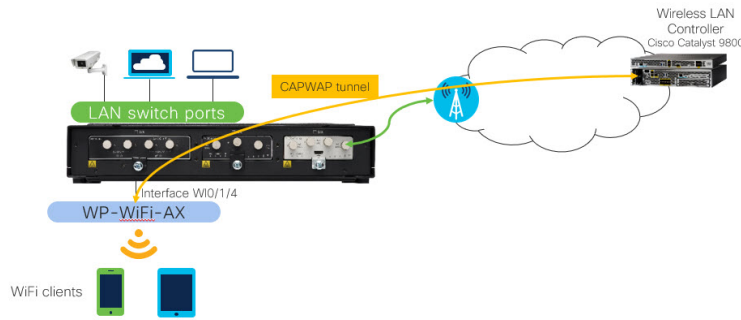 Wireless LAN
Controller
Cisco Catalyst 9800
CAPWAP tunnel
LAN switch ports
Interface WI0/1/4
WP-WiFi-AX
WiFi clients